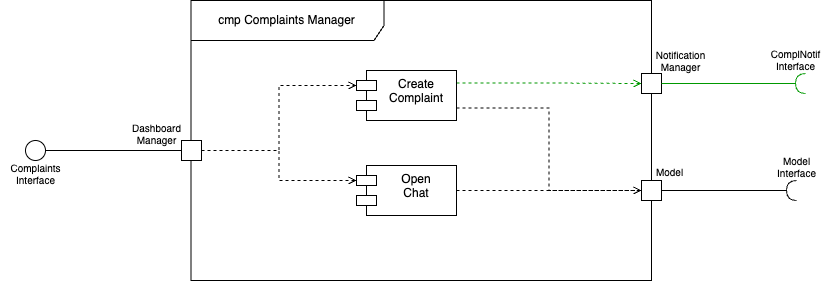 cmp Complaints Manager
Notification
Manager
ComplNotif
Interface
Create
Complaint
Dashboard
Manager
Complaints
Interface
Open
Chat
Model
Model
Interface